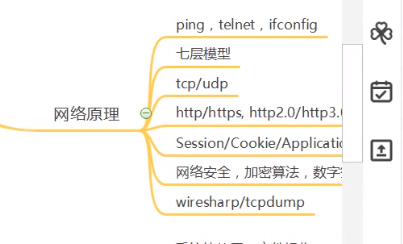 ping，telnet，ifconfig
七层模型
tcp/udp
网络原理
http/https, http2.0/http3.
Session/Cookie/Applicatio
网络安全，加密算法，数字
wiresharp/tcpdump